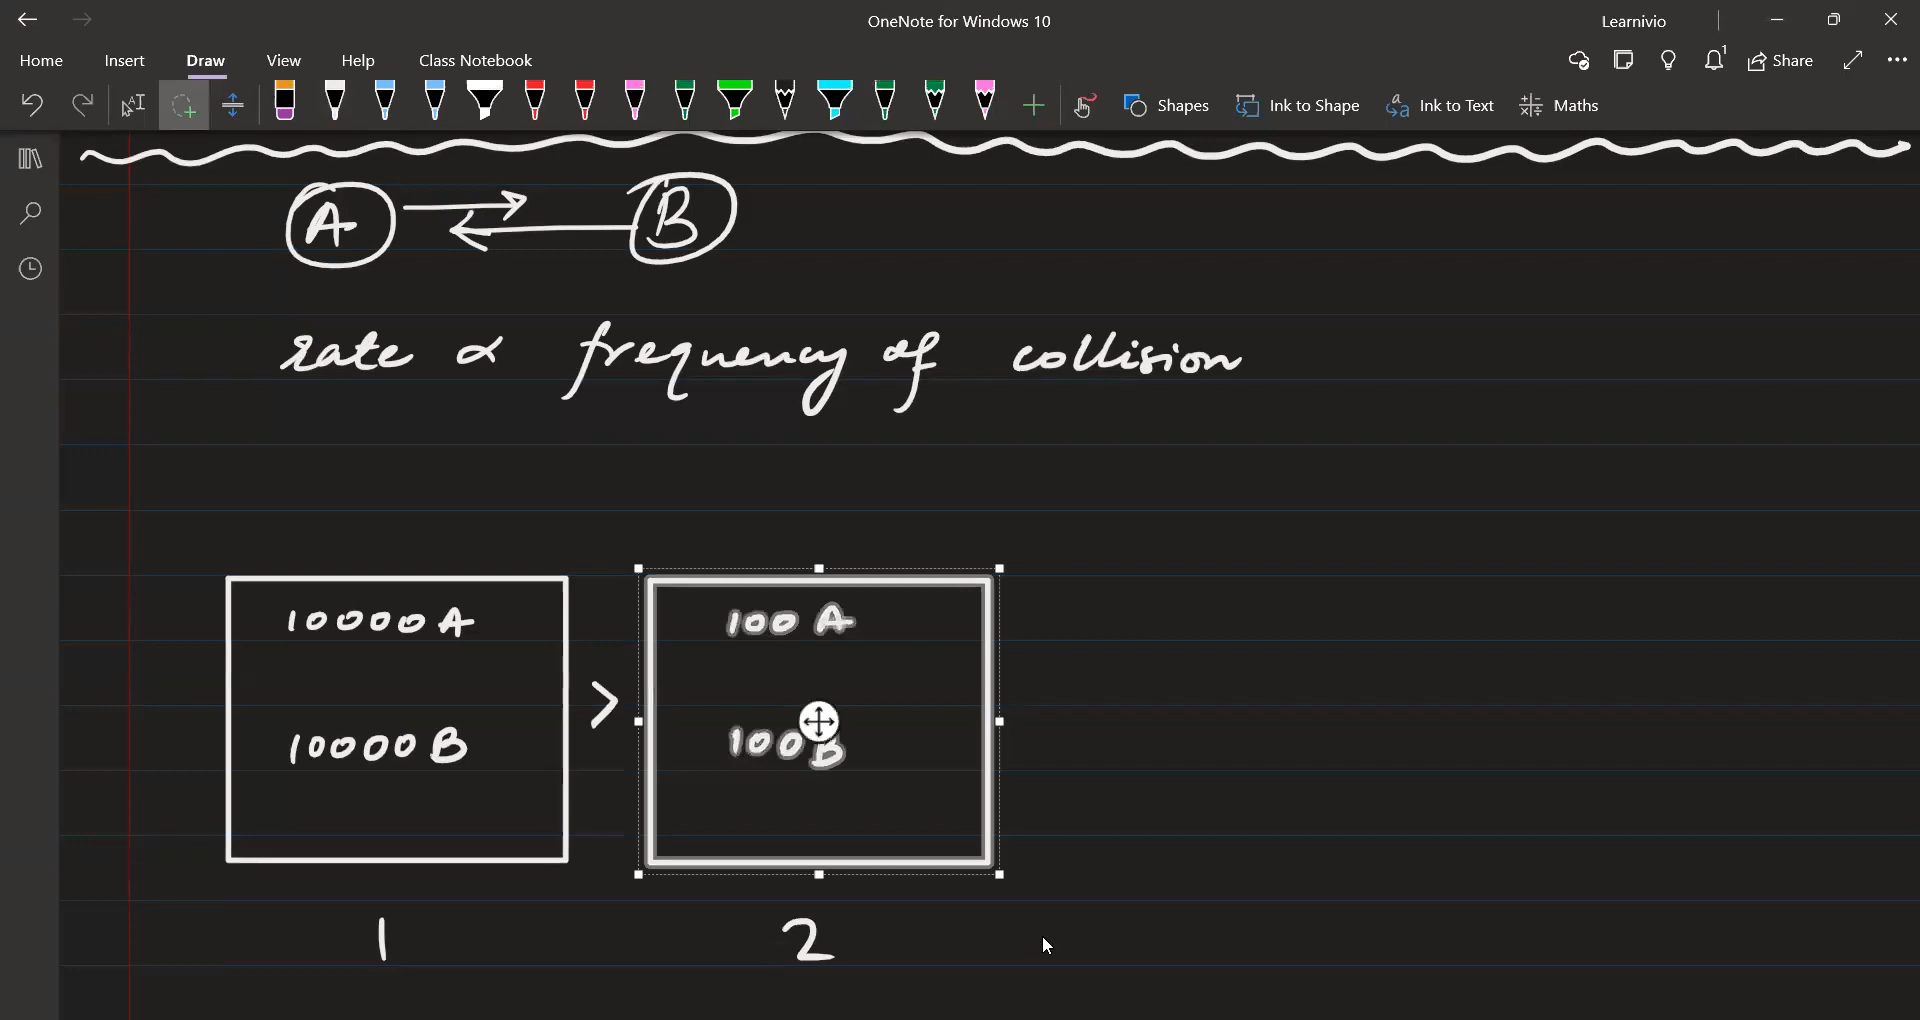 OneNote for Windows 10
Learnivio
Home Insert Draw View Help Class Notebook
1
Share
Shapes Ink to Shape Ink to Text Maths
A B
rate ∝ frequency of collision
10000 A > 100 A
10000 B 100 B
1 2